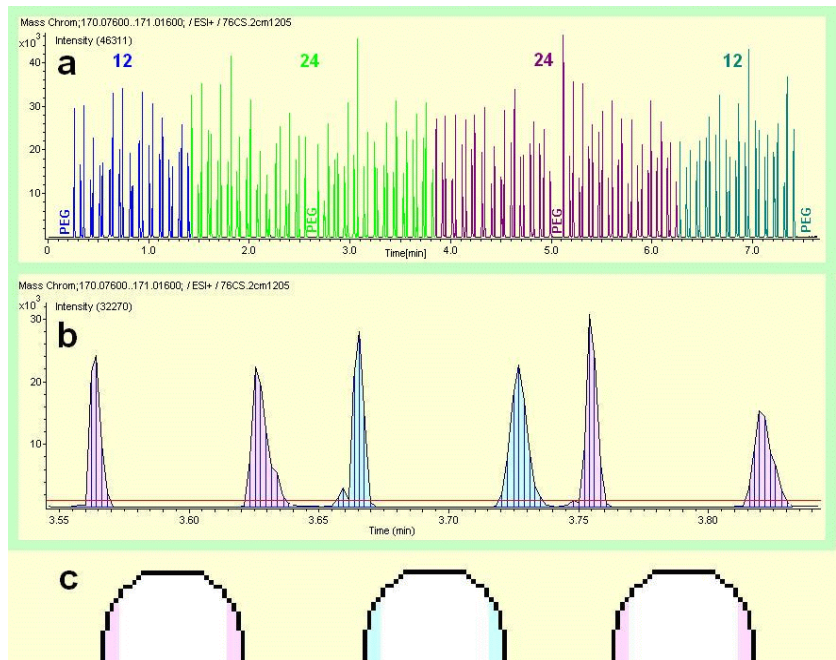 Mass Chrom;170.07600..171.01600; / ESI+ / 76CS.2cm1205
x10³ Intensity (46311)
a
12 24 24 12
40
30
20
10
PEG PEG PEG PEG
0 1.0 2.0 3.0 4.0 5.0 6.0 7.0
Time[min]
Mass Chrom;170.07600..171.01600; / ESI+ / 76CS.2cm1205
x10³ Intensity (32270)
b
30
20
10
3.55 3.60 3.65 3.70 3.75 3.80
Time (min)
c